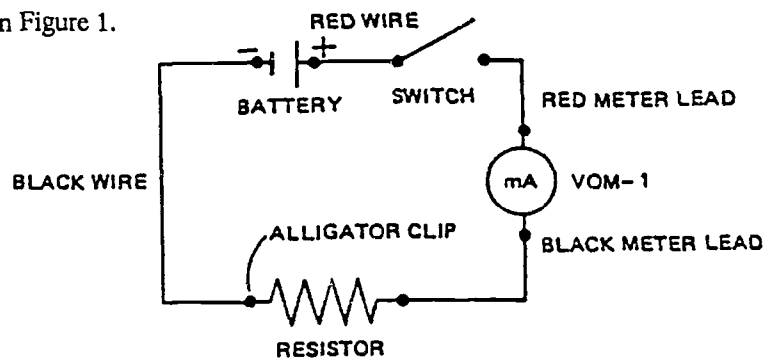 n Figure 1.
RED WIRE
- +
BATTERY
SWITCH
RED METER LEAD
BLACK WIRE
mA
VOM-1
ALLIGATOR CLIP
BLACK METER LEAD
RESISTOR